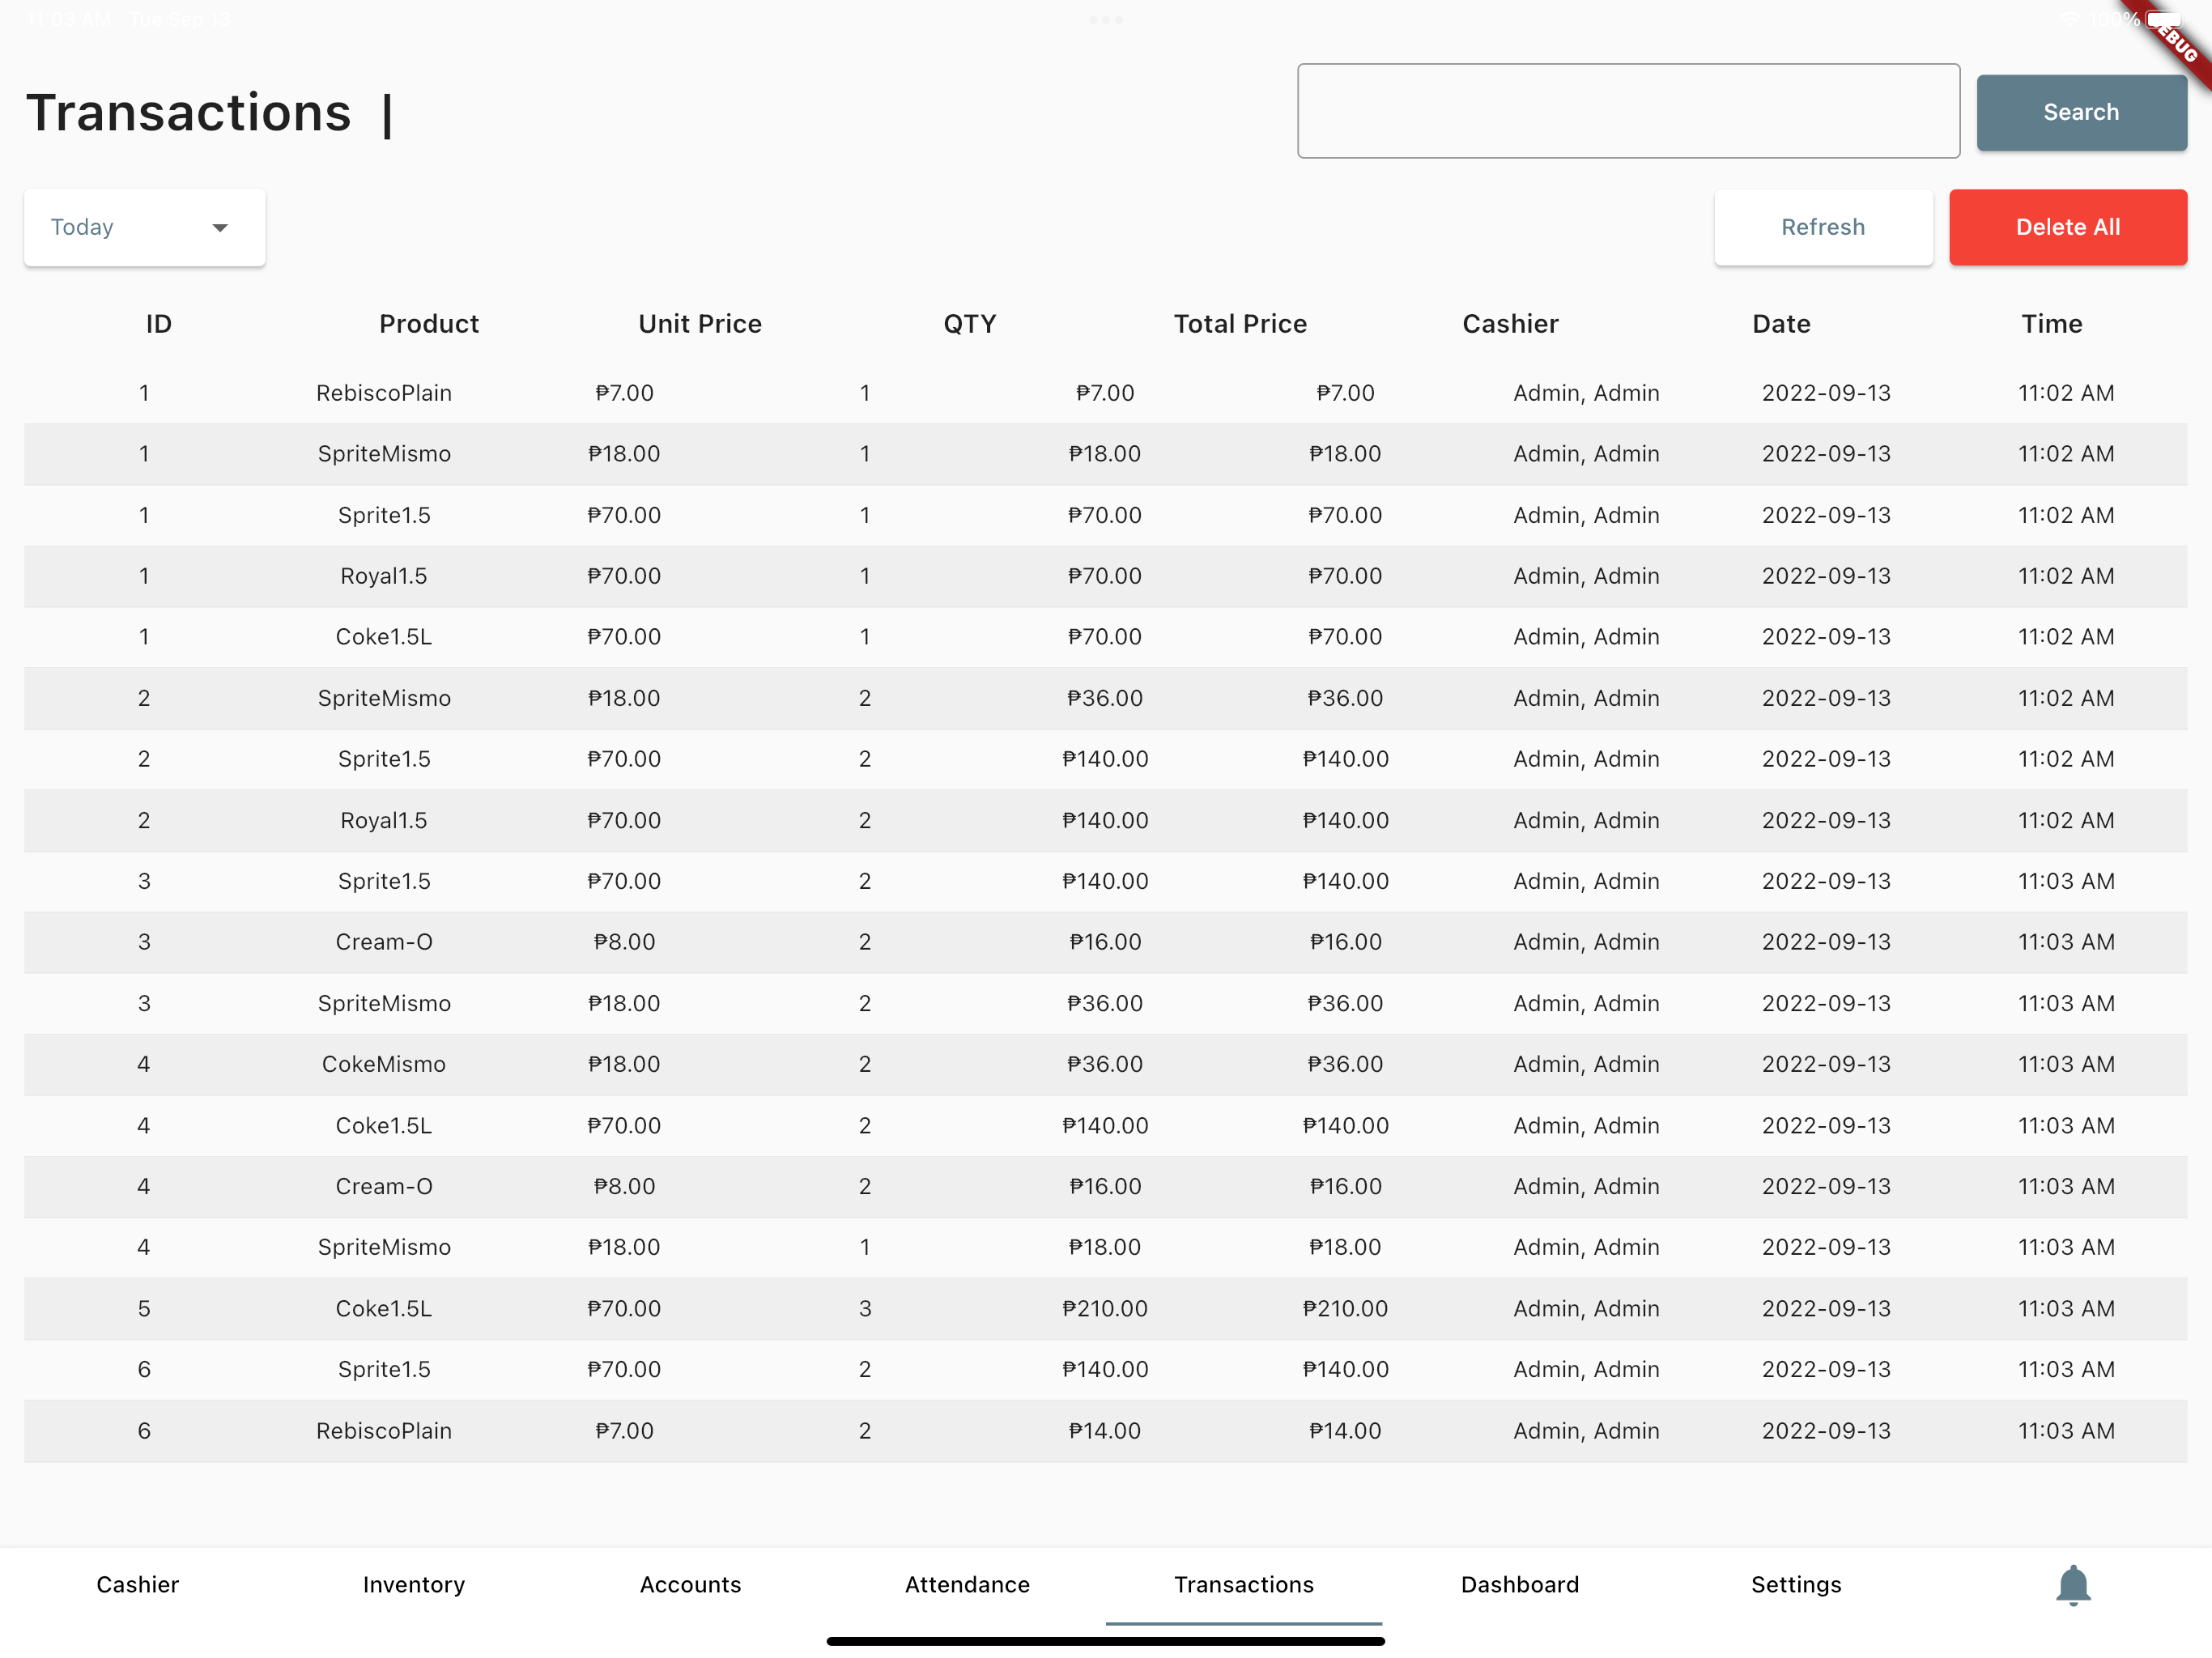 11:03 AM Tue Sep 13
100%
EBUG
Transactions |
Search
Today
Refresh
Delete All
ID Product Unit Price QTY Total Price Cashier Date Time
1 RebiscoPlain ₱7.00 1 ₱7.00 ₱7.00 Admin, Admin 2022-09-13 11:02 AM
1 SpriteMismo ₱18.00 1 ₱18.00 ₱18.00 Admin, Admin 2022-09-13 11:02 AM
1 Sprite1.5 ₱70.00 1 ₱70.00 ₱70.00 Admin, Admin 2022-09-13 11:02 AM
1 Royal1.5 ₱70.00 1 ₱70.00 ₱70.00 Admin, Admin 2022-09-13 11:02 AM
1 Coke1.5L ₱70.00 1 ₱70.00 ₱70.00 Admin, Admin 2022-09-13 11:02 AM
2 SpriteMismo ₱18.00 2 ₱36.00 ₱36.00 Admin, Admin 2022-09-13 11:02 AM
2 Sprite1.5 ₱70.00 2 ₱140.00 ₱140.00 Admin, Admin 2022-09-13 11:02 AM
2 Royal1.5 ₱70.00 2 ₱140.00 ₱140.00 Admin, Admin 2022-09-13 11:02 AM
3 Sprite1.5 ₱70.00 2 ₱140.00 ₱140.00 Admin, Admin 2022-09-13 11:03 AM
3 Cream-O ₱8.00 2 ₱16.00 ₱16.00 Admin, Admin 2022-09-13 11:03 AM
3 SpriteMismo ₱18.00 2 ₱36.00 ₱36.00 Admin, Admin 2022-09-13 11:03 AM
4 CokeMismo ₱18.00 2 ₱36.00 ₱36.00 Admin, Admin 2022-09-13 11:03 AM
4 Coke1.5L ₱70.00 2 ₱140.00 ₱140.00 Admin, Admin 2022-09-13 11:03 AM
4 Cream-O ₱8.00 2 ₱16.00 ₱16.00 Admin, Admin 2022-09-13 11:03 AM
4 SpriteMismo ₱18.00 1 ₱18.00 ₱18.00 Admin, Admin 2022-09-13 11:03 AM
5 Coke1.5L ₱70.00 3 ₱210.00 ₱210.00 Admin, Admin 2022-09-13 11:03 AM
6 Sprite1.5 ₱70.00 2 ₱140.00 ₱140.00 Admin, Admin 2022-09-13 11:03 AM
6 RebiscoPlain ₱7.00 2 ₱14.00 ₱14.00 Admin, Admin 2022-09-13 11:03 AM
Cashier Inventory Accounts Attendance Transactions Dashboard Settings